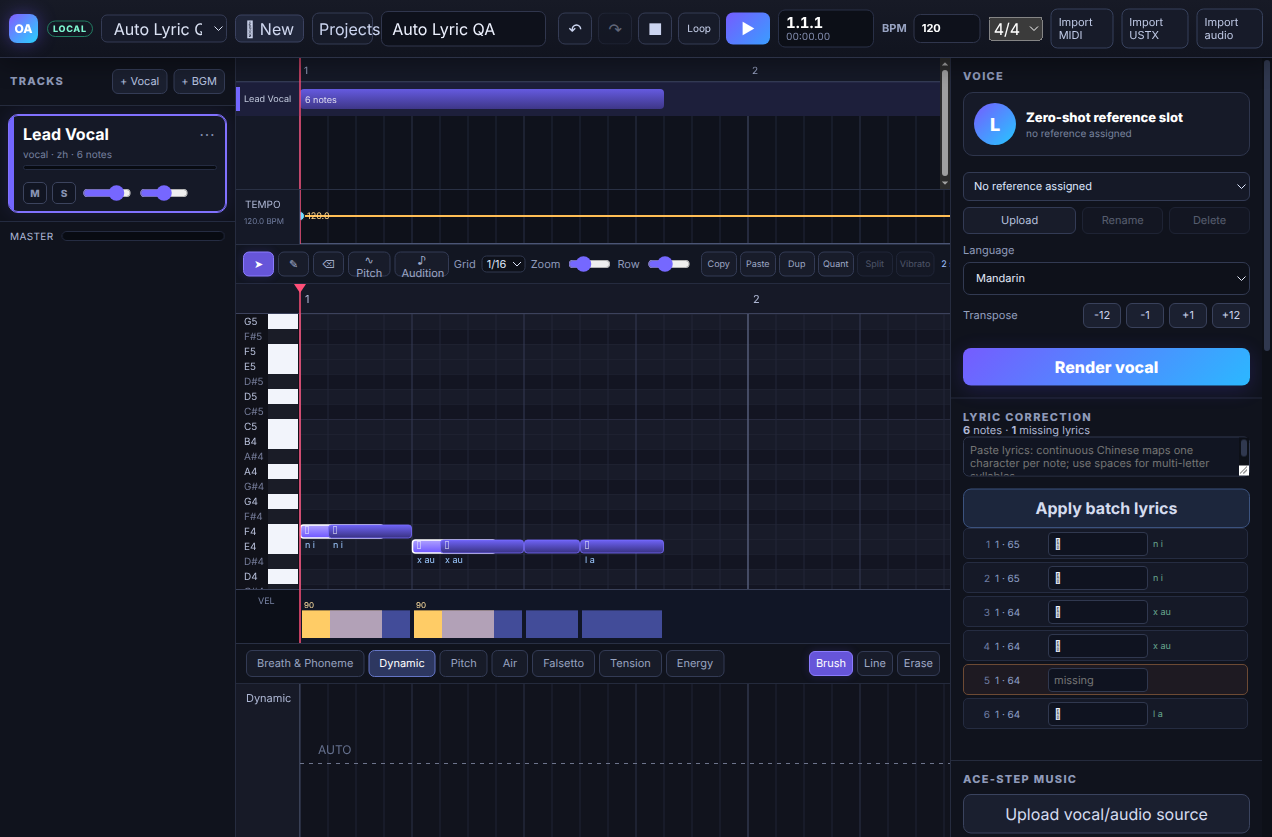 OA
LOCAL
Auto Lyric Q
New
Projects
Auto Lyric QA
Loop
1.1.1
00:00.00
BPM
120
4/4
Import MIDI
Import USTX
Import audio
TRACKS
+ Vocal
+ BGM
Lead Vocal
...
vocal · zh · 6 notes
M
S
MASTER
1
2
Lead Vocal
6 notes
TEMPO
120.0 BPM
120.0
Pitch
Audition
Grid
1/16
Zoom
Row
Copy
Paste
Dup
Quant
Split
Vibrato
2
1
2
G5
F#5
F5
E5
D#5
D5
C#5
C5
B4
A#4
A4
G#4
G4
F#4
F4
E4
D#4
D4
n i
n i
x au
x au
l a
VEL
90
90
Breath & Phoneme
Dynamic
Pitch
Air
Falsetto
Tension
Energy
Brush
Line
Erase
Dynamic
AUTO
VOICE
L
Zero-shot reference slot
no reference assigned
No reference assigned
Upload
Rename
Delete
Language
Mandarin
Transpose
-12
-1
+1
+12
Render vocal
LYRIC CORRECTION
6 notes · 1 missing lyrics
Paste lyrics: continuous Chinese maps one
character per note; use spaces for multi-letter
Apply batch lyrics
1 1 · 65 n i
2 1 · 65 n i
3 1 · 64 x au
4 1 · 64 x au
5 1 · 64 missing
6 1 · 64 l a
ACE-STEP MUSIC
Upload vocal/audio source